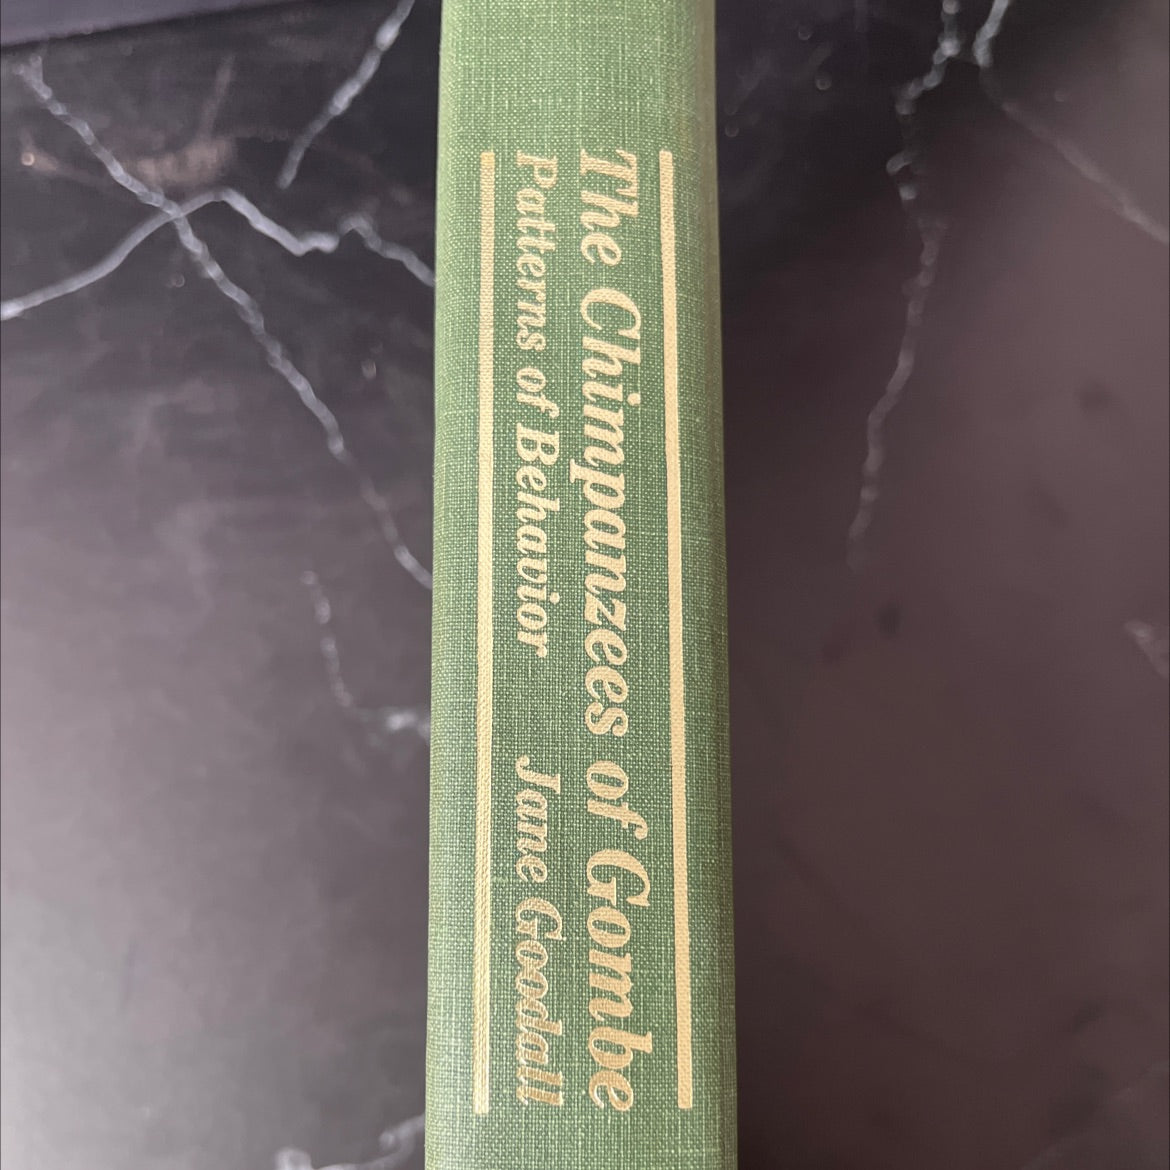 The Chimpanzees of Gombe
Patterns of Behavior Jane Goodall